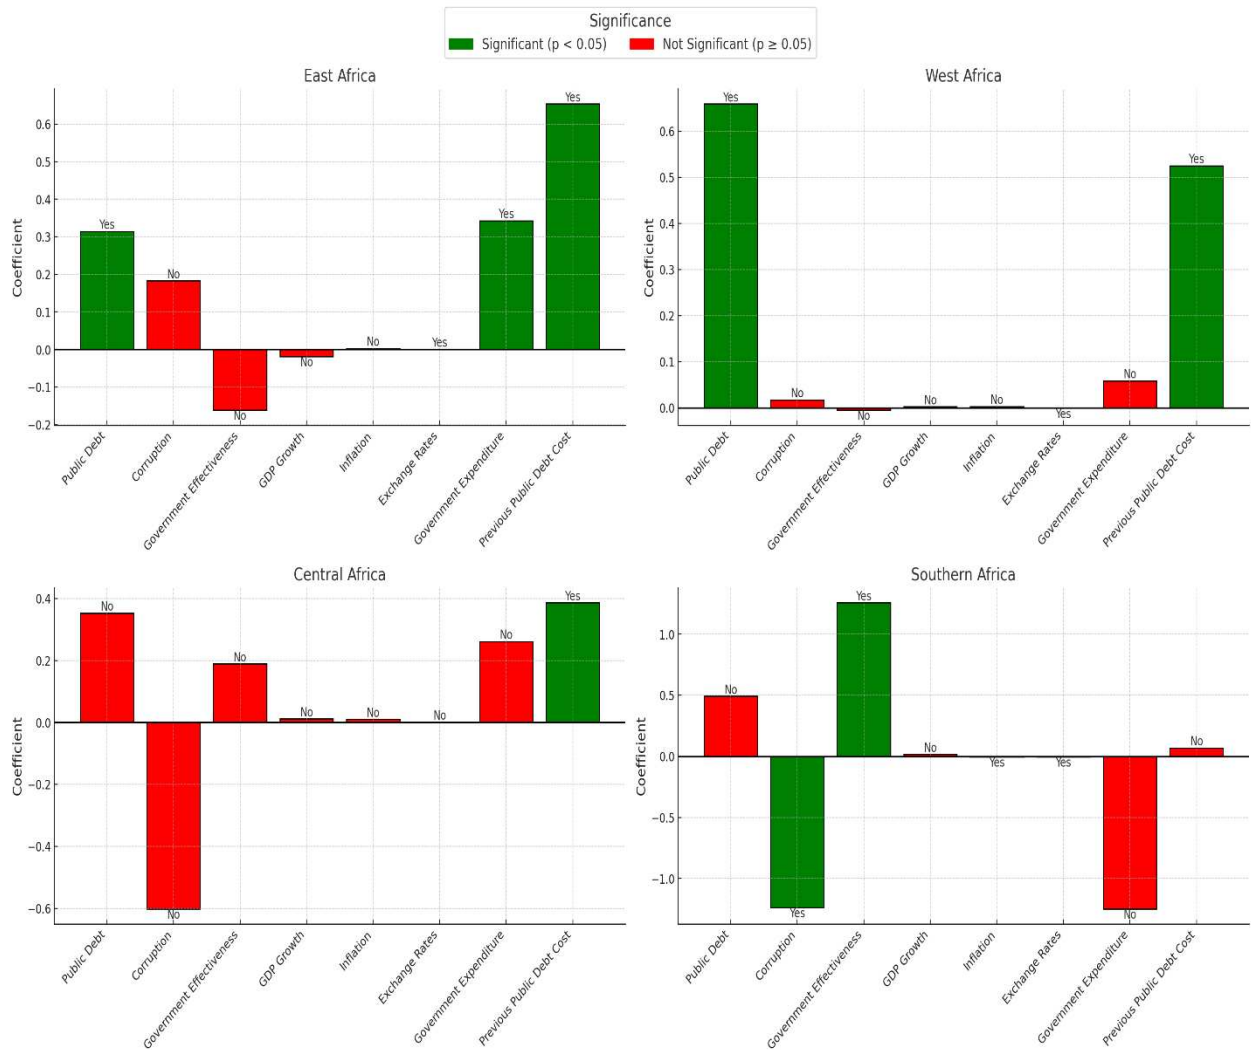 Significance
Significant (p < 0.05) Not Significant (p ≥ 0.05)
East Africa
Coefficient
0.6
0.5
0.4
0.3
0.2
0.1
0.0
−0.1
−0.2
Yes
No
No
No
No
Yes
Yes
Yes
Public Debt
Corruption
Government Effectiveness
GDP Growth
Inflation
Exchange Rates
Government Expenditure
Previous Public Debt Cost
West Africa
Coefficient
0.6
0.5
0.4
0.3
0.2
0.1
0.0
Yes
No
No
No
No
Yes
No
Yes
Public Debt
Corruption
Government Effectiveness
GDP Growth
Inflation
Exchange Rates
Government Expenditure
Previous Public Debt Cost
Central Africa
Coefficient
0.4
0.2
0.0
−0.2
−0.4
−0.6
No
No
No
No
No
No
No
Yes
Public Debt
Corruption
Government Effectiveness
GDP Growth
Inflation
Exchange Rates
Government Expenditure
Previous Public Debt Cost
Southern Africa
Coefficient
1.0
0.5
0.0
−0.5
−1.0
No
Yes
Yes
No
Yes
Yes
No
No
Public Debt
Corruption
Government Effectiveness
GDP Growth
Inflation
Exchange Rates
Government Expenditure
Previous Public Debt Cost